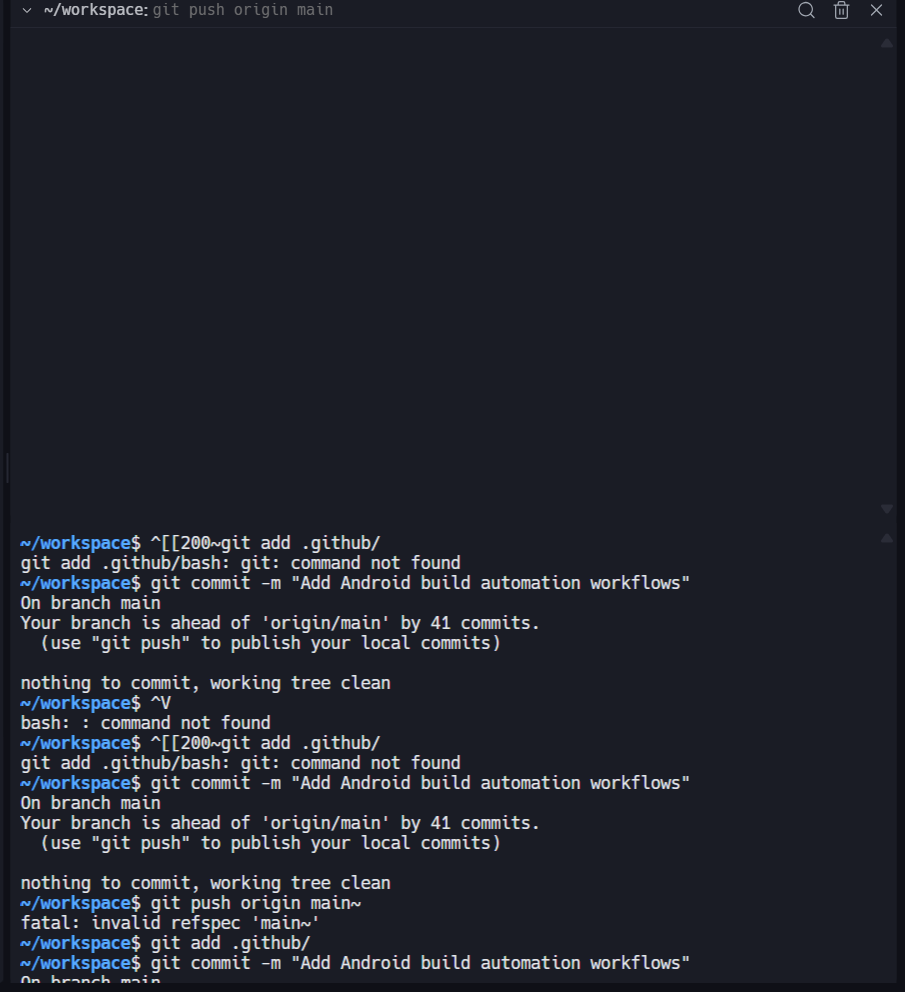 ~/workspace: git push origin main
~/workspace$ ^[[200~git add .github/
git add .github/bash: git: command not found
~/workspace$ git commit -m "Add Android build automation workflows"
On branch main
Your branch is ahead of 'origin/main' by 41 commits.
  (use "git push" to publish your local commits)

nothing to commit, working tree clean
~/workspace$ ^V
bash: : command not found
~/workspace$ ^[[200~git add .github/
git add .github/bash: git: command not found
~/workspace$ git commit -m "Add Android build automation workflows"
On branch main
Your branch is ahead of 'origin/main' by 41 commits.
  (use "git push" to publish your local commits)

nothing to commit, working tree clean
~/workspace$ git push origin main~
fatal: invalid refspec 'main~'
~/workspace$ git add .github/
~/workspace$ git commit -m "Add Android build automation workflows"
On branch main